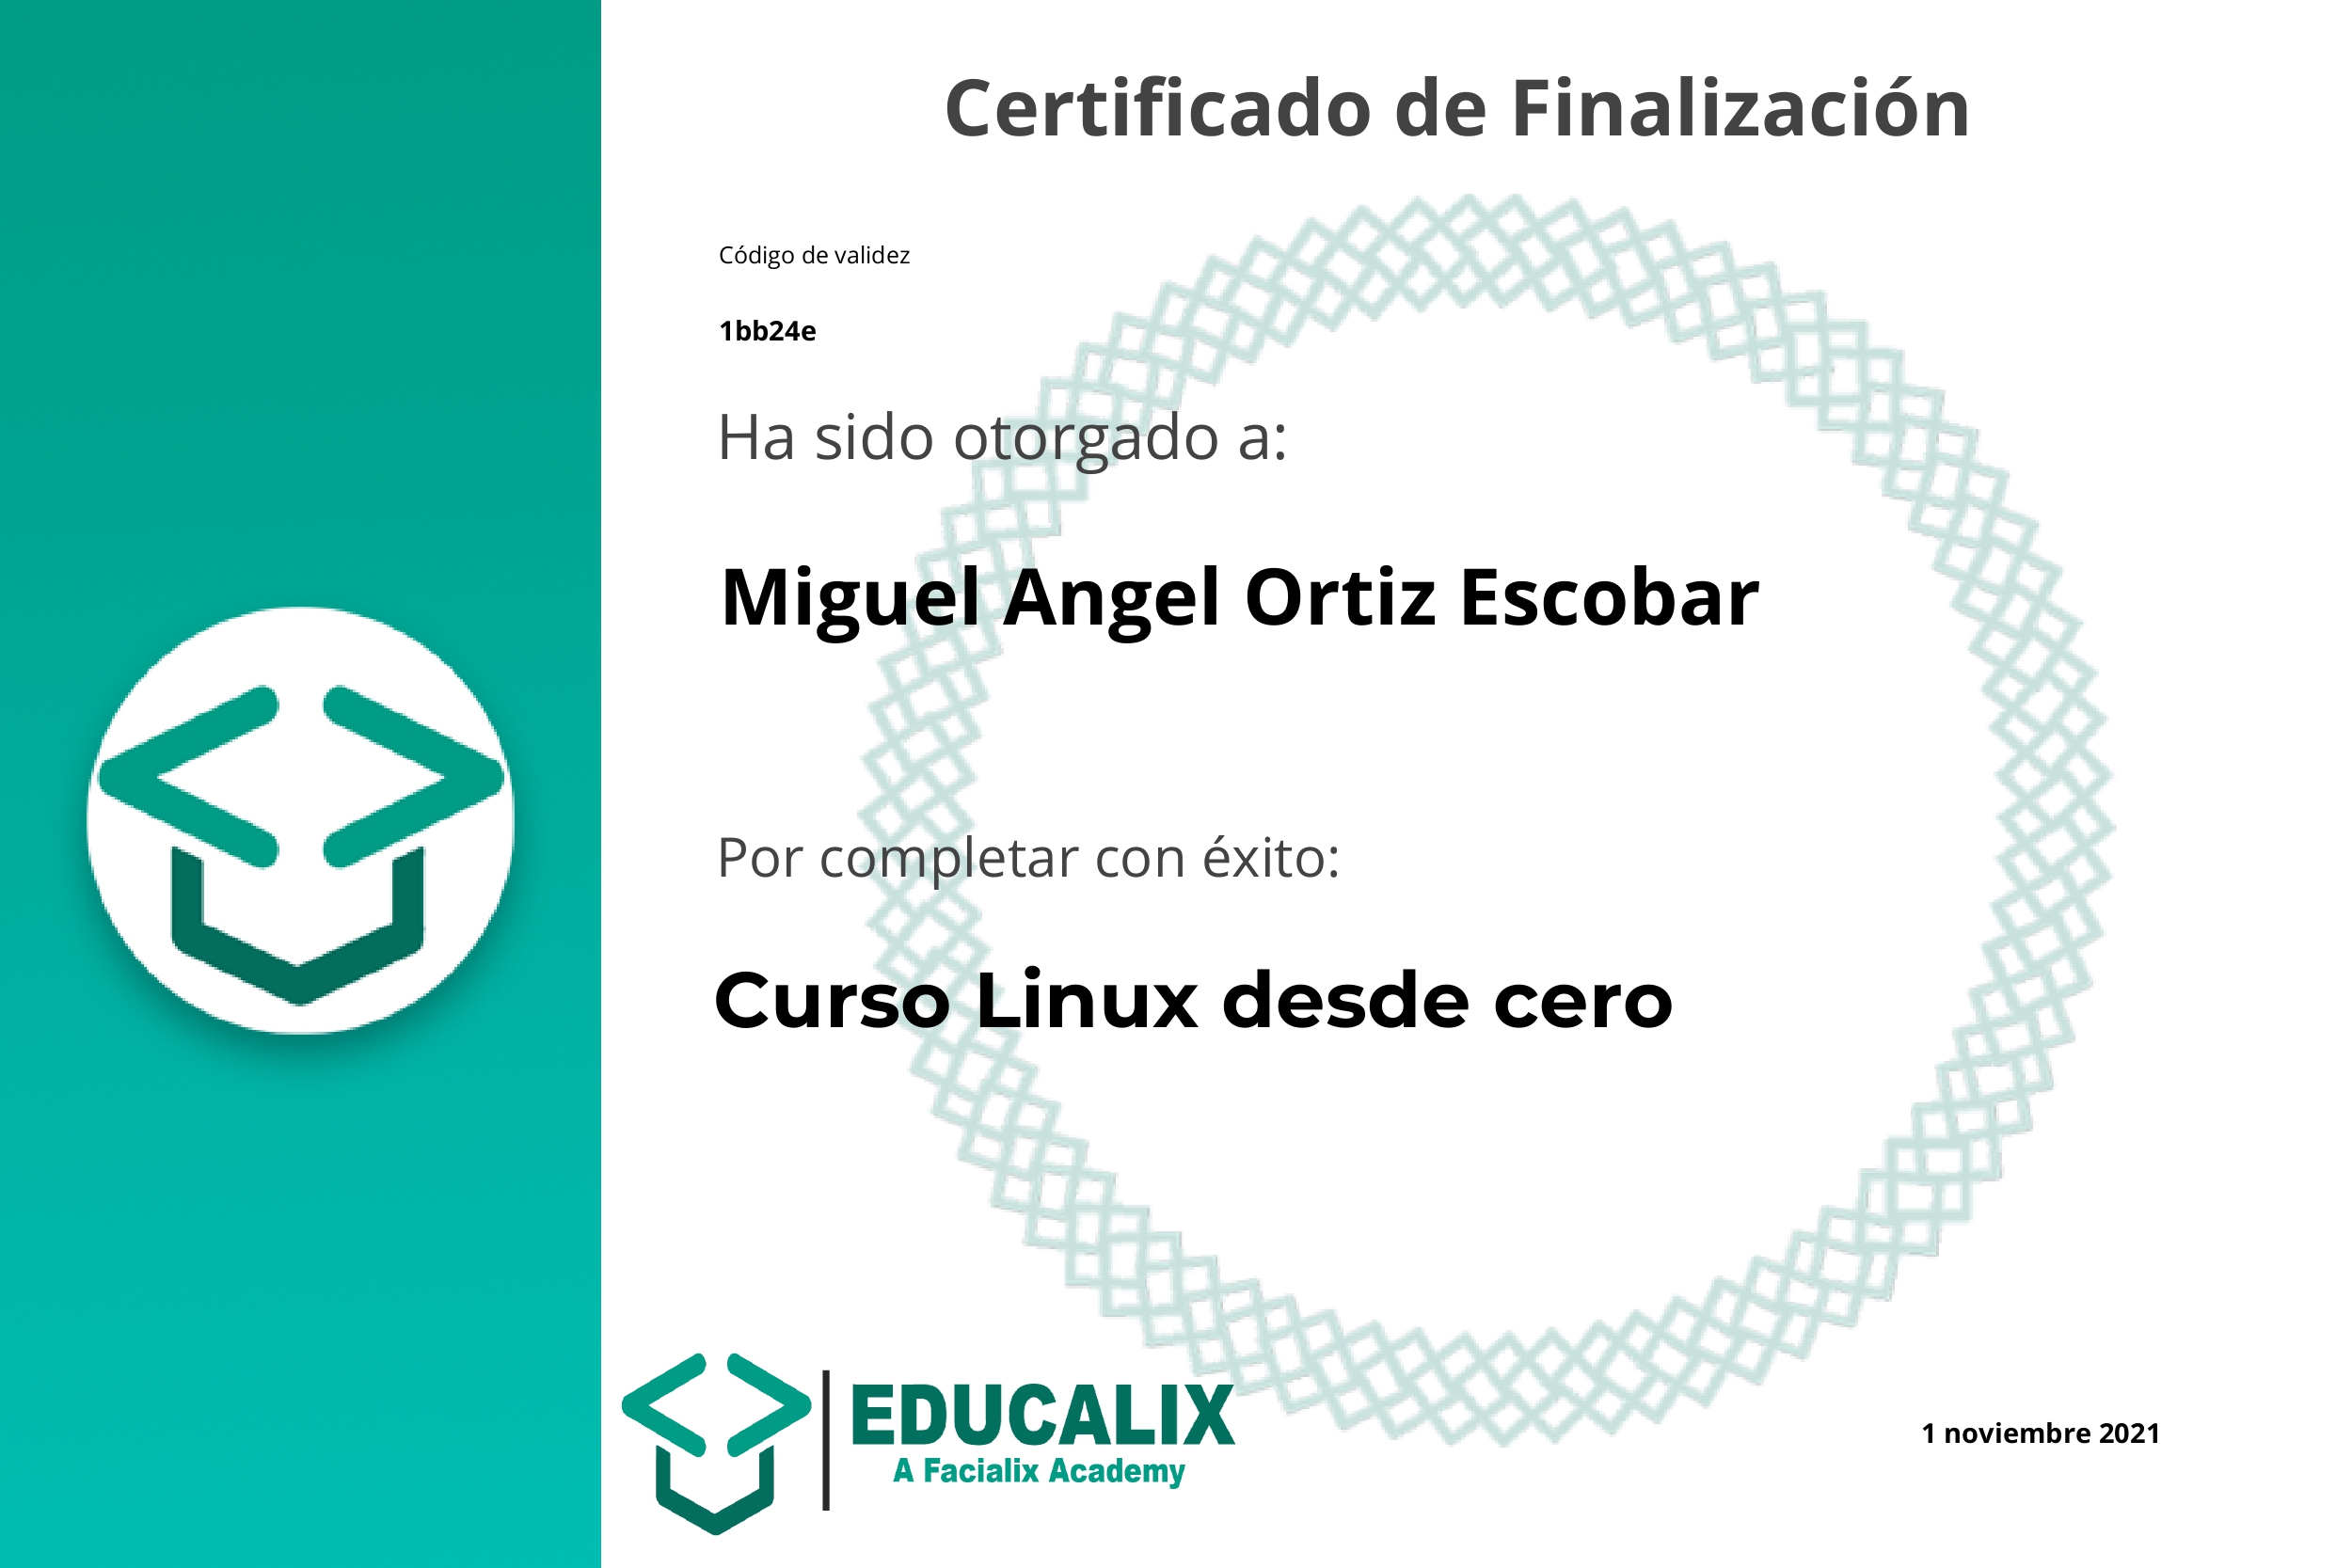 Certificado de Finalización
Código de validez
1bb24e
Ha sido otorgado a:
Miguel Angel Ortiz Escobar
Por completar con éxito:
Curso Linux desde cero
EDUCALIX
A Facialix Academy
1 noviembre 2021